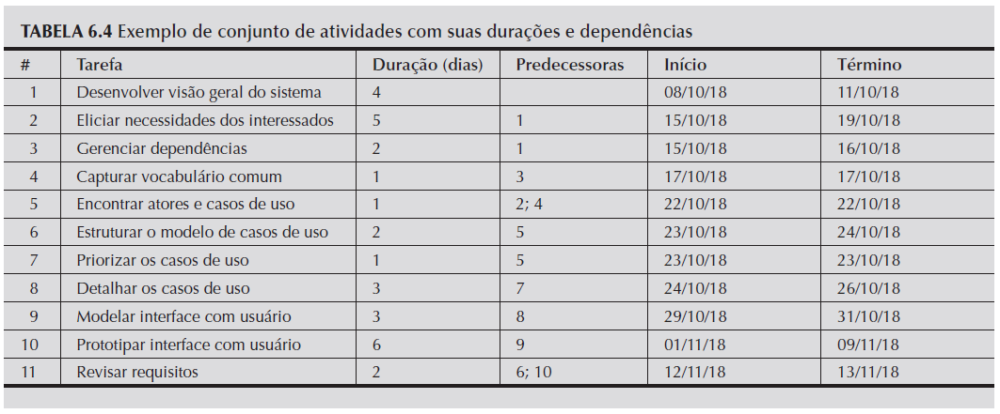 TABELA 6.4 Exemplo de conjunto de atividades com suas durações e dependências
# Tarefa Duração (dias) Predecessoras Início Término
1 Desenvolver visão geral do sistema 4 08/10/18 11/10/18
2 Eliciar necessidades dos interessados 5 1 15/10/18 19/10/18
3 Gerenciar dependências 2 1 15/10/18 16/10/18
4 Capturar vocabulário comum 1 3 17/10/18 17/10/18
5 Encontrar atores e casos de uso 1 2; 4 22/10/18 22/10/18
6 Estruturar o modelo de casos de uso 2 5 23/10/18 24/10/18
7 Priorizar os casos de uso 1 5 23/10/18 23/10/18
8 Detalhar os casos de uso 3 7 24/10/18 26/10/18
9 Modelar interface com usuário 3 8 29/10/18 31/10/18
10 Prototipar interface com usuário 6 9 01/11/18 09/11/18
11 Revisar requisitos 2 6; 10 12/11/18 13/11/18